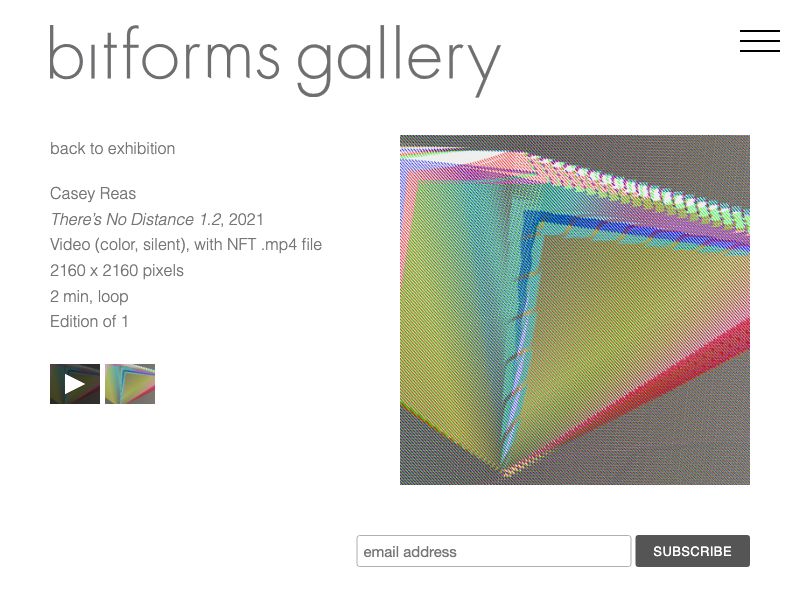 bitforms gallery
back to exhibition
Casey Reas
There's No Distance 1.2, 2021
Video (color, silent), with NFT .mp4 file
2160 x 2160 pixels
2 min, loop
Edition of 1
email address
SUBSCRIBE